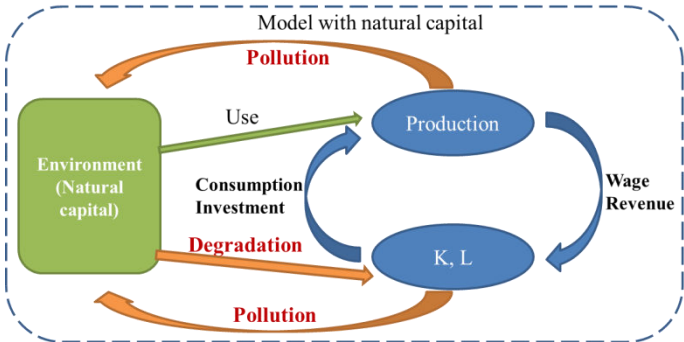 Model with natural capital
Pollution
Use
Production
Environment
(Natural
capital)
Consumption
Investment
Wage
Revenue
Degradation
K, L
Pollution